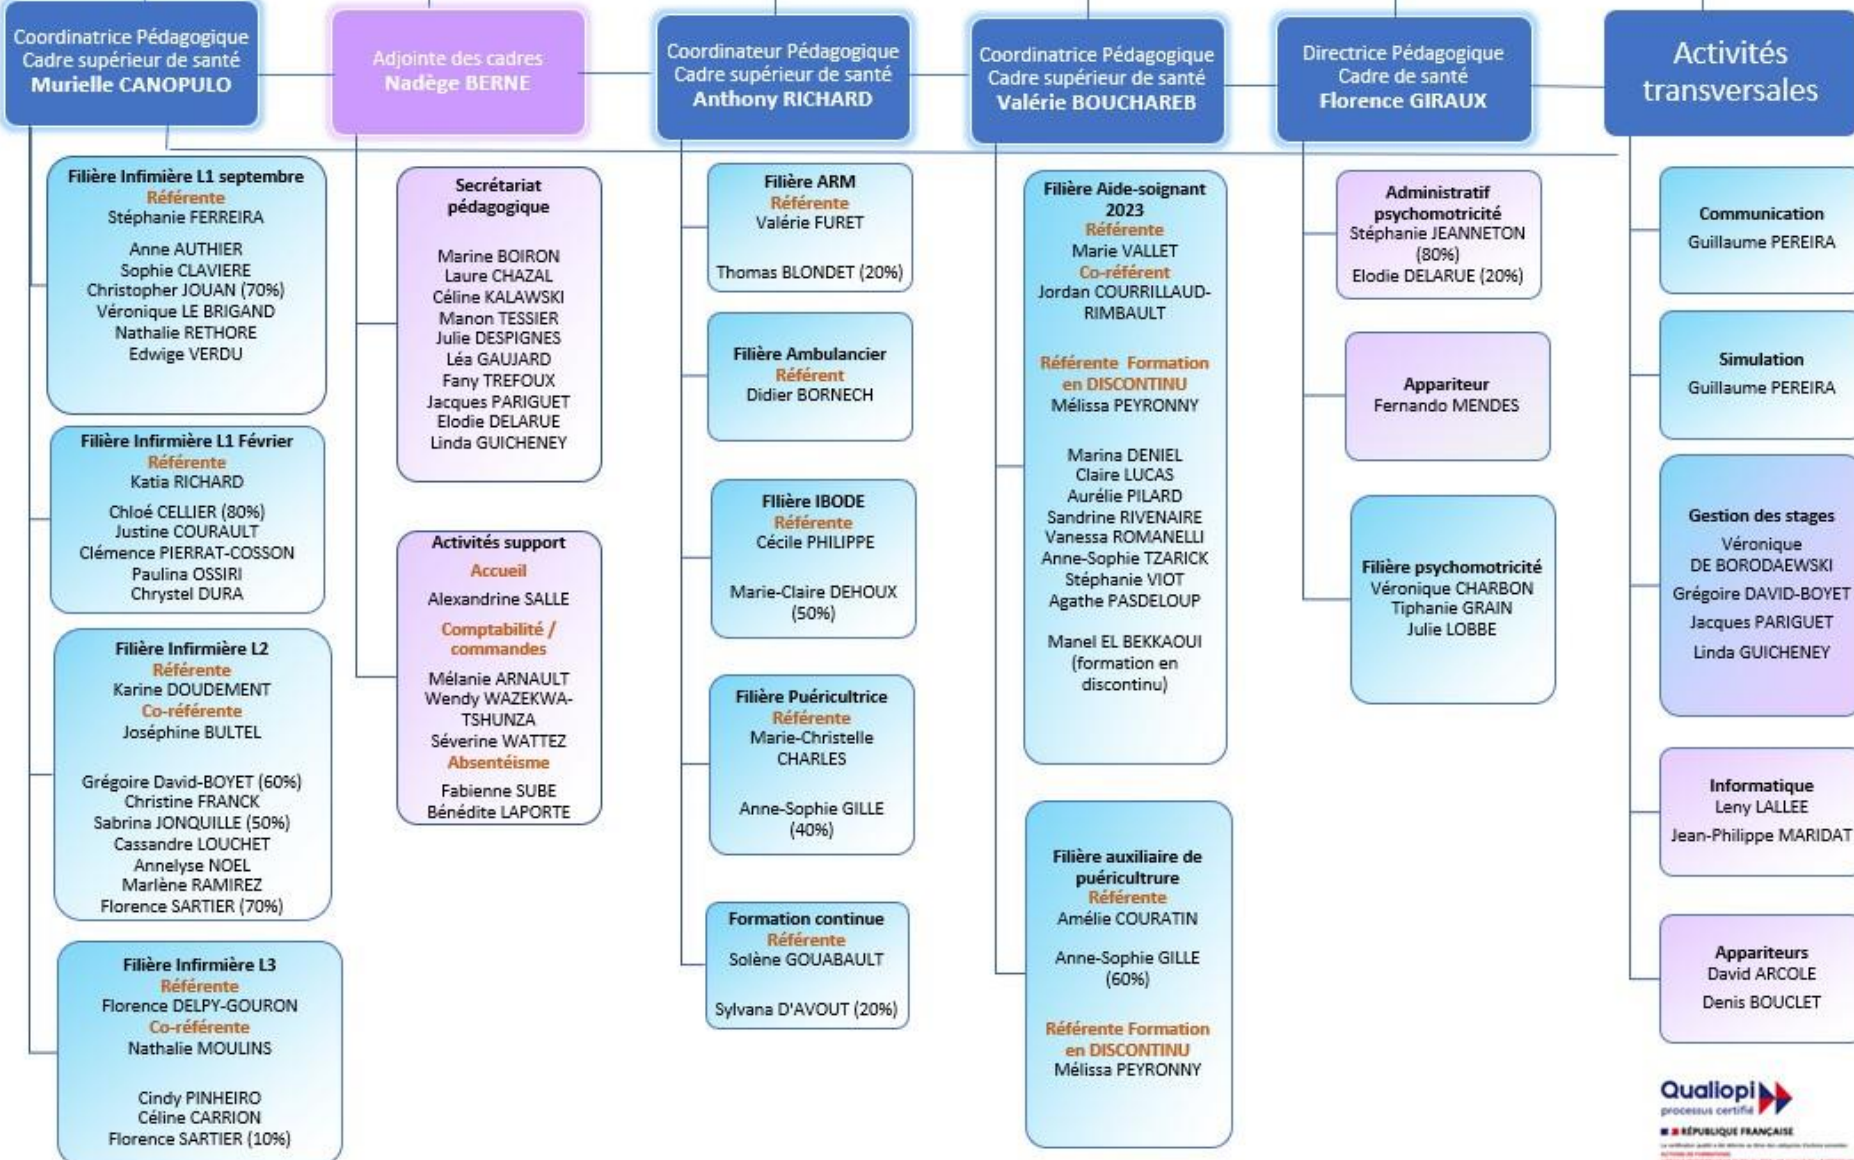 Coordinatrice Pédagogique
Cadre supérieur de santé
Murielle CANOPULO
Adjointe des cadres
Nadège BERNE
Coordinateur Pédagogique
Cadre supérieur de santé
Anthony RICHARD
Coordinatrice Pédagogique
Cadre supérieur de santé
Valérie BOUCHAREB
Directrice Pédagogique
Cadre de santé
Florence GIRAUX
Activités
transversales
Filière Infimière L1 septembre
Référente
Stéphanie FERREIRA
Anne AUTHIER
Sophie CLAVIERE
Christopher JOUAN (70%)
Véronique LE BRIGAND
Nathalie RETHORE
Edwige VERDU
Filière Infirmière L1 Février
Référente
Katia RICHARD
Chloé CELLIER (80%)
Justine COURAULT
Clémence PIERRAT-COSSON
Paulina OSSIRI
Chrystel DURA
Filière Infirmière L2
Référente
Karine DOUDEMENT
Co-référente
Joséphine BULTEL
Grégoire David-BOYET (60%)
Christine FRANCK
Sabrina JONQUILLE (50%)
Cassandre LOUCHET
Annelyse NOEL
Marlène RAMIREZ
Florence SARTIER (70%)
Filière Infirmière L3
Référente
Florence DELPY-GOURON
Co-référente
Nathalie MOULINS
Cindy PINHEIRO
Céline CARRION
Florence SARTIER (10%)
Secrétariat
pédagogique
Marine BOIRON
Laure CHAZAL
Céline KALAWSKI
Manon TESSIER
Julie DESPIGNES
Léa GAUJARD
Fany TREFOUX
Jacques PARIGUET
Elodie DELARUE
Linda GUICHENEY
Activités support
Accueil
Alexandrine SALLE
Comptabilité /
commandes
Mélanie ARNAULT
Wendy WAZEKWA-
TSHUNZA
Séverine WATTEZ
Absentéisme
Fabienne SUBE
Bénédite LAPORTE
Filière ARM
Référente
Valérie FURET
Thomas BLONDET (20%)
Filière Ambulancier
Référent
Didier BORNECH
FIlière IBODE
Référente
Cécile PHILIPPE
Marie-Claire DEHOUX
(50%)
Filière Puéricultrice
Référente
Marie-Christelle
CHARLES
Anne-Sophie GILLE
(40%)
Formation continue
Référente
Solène GOUABAULT
Sylvana D'AVOUT (20%)
Filière Aide-soignant
2023
Référente
Marie VALLET
Co-référent
Jordan COURRILLAUD-
RIMBAULT
Référente Formation
en DISCONTINU
Mélissa PEYRONNY
Marina DENIEL
Claire LUCAS
Aurélie PILARD
Sandrine RIVENAIRE
Vanessa ROMANELLI
Anne-Sophie TZARICK
Stéphanie VIOT
Agathe PASDELOUP
Manel EL BEKKAOUI
(formation en
discontinu)
Filière auxiliaire de
puéricultrure
Référente
Amélie COURATIN
Anne-Sophie GILLE
(60%)
Référente Formation
en DISCONTINU
Mélissa PEYRONNY
Administratif
psychomotricité
Stéphanie JEANNETON
(80%)
Elodie DELARUE (20%)
Appariteur
Fernando MENDES
Filière psychomotricité
Véronique CHARBON
Tiphanie GRAIN
Julie LOBBE
Communication
Guillaume PEREIRA
Simulation
Guillaume PEREIRA
Gestion des stages
Véronique
DE BORODAEWSKI
Grégoire DAVID-BOYET
Jacques PARIGUET
Linda GUICHENEY
Informatique
Leny LALLEE
Jean-Philippe MARIDAT
Appariteurs
David ARCOLE
Denis BOUCLET
Qualiopi
processus certifié
RÉPUBLIQUE FRANÇAISE